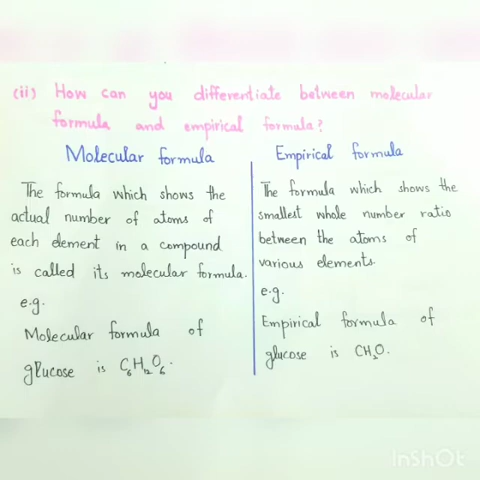 (ii) How can you differentiate between molecular
formula and empirical formula?
Molecular formula
The formula which shows the
actual number of atoms of
each element in a compound
is called its molecular formula.
e.g.
Molecular formula of
glucose is C₆H₁₂O₆.
Empirical formula
The formula which shows the
smallest whole number ratio
between the atoms of
various elements.
e.g.
Empirical formula of
glucose is CH₂O.
InShOt